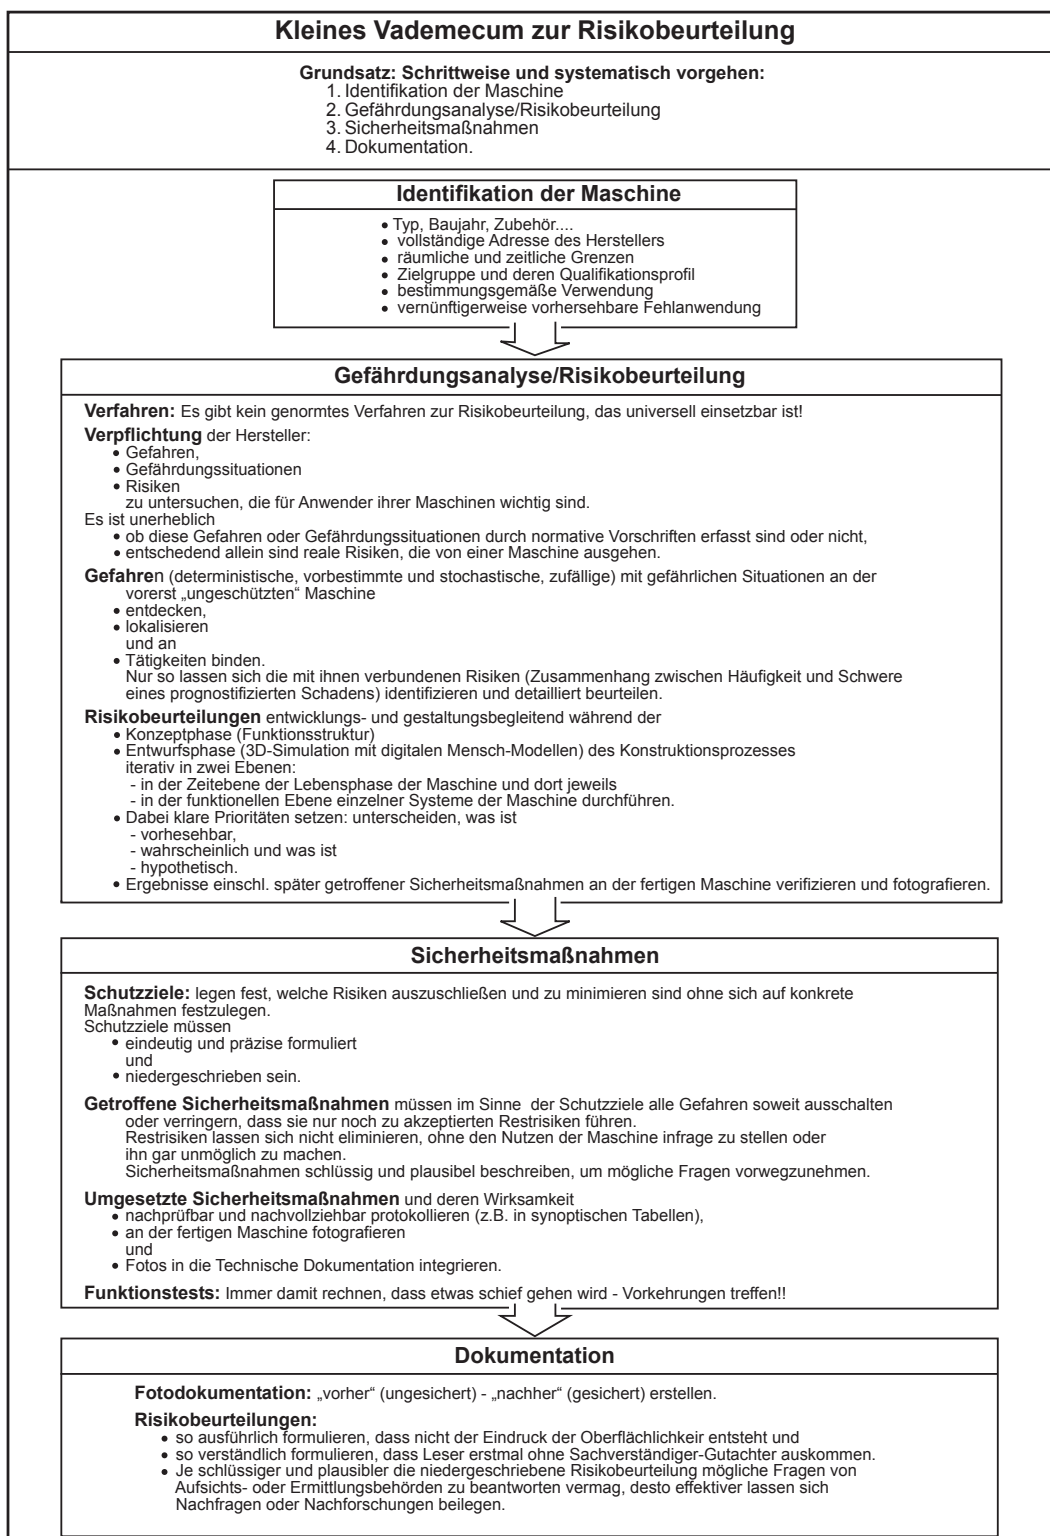 Kleines Vademecum zur Risikobeurteilung
Grundsatz: Schrittweise und systematisch vorgehen:
1. Identifikation der Maschine
2. Gefährdungsanalyse/Risikobeurteilung
3. Sicherheitsmaßnahmen
4. Dokumentation.
Identifikation der Maschine
• Typ, Baujahr, Zubehör....
• vollständige Adresse des Herstellers
• räumliche und zeitliche Grenzen
• Zielgruppe und deren Qualifikationsprofil
• bestimmungsgemäße Verwendung
• vernünftigerweise vorhersehbare Fehlanwendung
Gefährdungsanalyse/Risikobeurteilung
Verfahren: Es gibt kein genormtes Verfahren zur Risikobeurteilung, das universell einsetzbar ist!
Verpflichtung der Hersteller:
• Gefahren,
• Gefährdungssituationen
• Risiken
zu untersuchen, die für Anwender ihrer Maschinen wichtig sind.
Es ist unerheblich
• ob diese Gefahren oder Gefährdungssituationen durch normative Vorschriften erfasst sind oder nicht,
• entschedend allein sind reale Risiken, die von einer Maschine ausgehen.
Gefahren (deterministische, vorbestimmte und stochastische, zufällige) mit gefährlichen Situationen an der
vorerst „ungeschützten“ Maschine
• entdecken,
• lokalisieren
und an
• Tätigkeiten binden.
Nur so lassen sich die mit ihnen verbundenen Risiken (Zusammenhang zwischen Häufigkeit und Schwere
eines prognostifizierten Schadens) identifizieren und detailliert beurteilen.
Risikobeurteilungen entwicklungs- und gestaltungsbegleitend während der
• Konzeptphase (Funktionsstruktur)
• Entwurfsphase (3D-Simulation mit digitalen Mensch-Modellen) des Konstruktionsprozesses
iterativ in zwei Ebenen:
- in der Zeitebene der Lebensphase der Maschine und dort jeweils
- in der funktionellen Ebene einzelner Systeme der Maschine durchführen.
• Dabei klare Prioritäten setzen: unterscheiden, was ist
- vorhesehbar,
- wahrscheinlich und was ist
- hypothetisch.
• Ergebnisse einschl. später getroffener Sicherheitsmaßnahmen an der fertigen Maschine verifizieren und fotografieren.
Sicherheitsmaßnahmen
Schutzziele: legen fest, welche Risiken auszuschließen und zu minimieren sind ohne sich auf konkrete
Maßnahmen festzulegen.
Schutzziele müssen
• eindeutig und präzise formuliert
und
• niedergeschrieben sein.
Getroffene Sicherheitsmaßnahmen müssen im Sinne der Schutzziele alle Gefahren soweit ausschalten
oder verringern, dass sie nur noch zu akzeptierten Restrisiken führen.
Restrisiken lassen sich nicht eliminieren, ohne den Nutzen der Maschine infrage zu stellen oder
ihn gar unmöglich zu machen.
Sicherheitsmaßnahmen schlüssig und plausibel beschreiben, um mögliche Fragen vorwegzunehmen.
Umgesetzte Sicherheitsmaßnahmen und deren Wirksamkeit
• nachprüfbar und nachvollziehbar protokollieren (z.B. in synoptischen Tabellen),
• an der fertigen Maschine fotografieren
und
• Fotos in die Technische Dokumentation integrieren.
Funktionstests: Immer damit rechnen, dass etwas schief gehen wird - Vorkehrungen treffen!!
Dokumentation
Fotodokumentation: „vorher“ (ungesichert) - „nachher“ (gesichert) erstellen.
Risikobeurteilungen:
• so ausführlich formulieren, dass nicht der Eindruck der Oberflächlichkeir entsteht und
• so verständlich formulieren, dass Leser erstmal ohne Sachverständiger-Gutachter auskommen.
• Je schlüssiger und plausibler die niedergeschriebene Risikobeurteilung mögliche Fragen von
Aufsichts- oder Ermittlungsbehörden zu beantworten vermag, desto effektiver lassen sich
Nachfragen oder Nachforschungen beilegen.